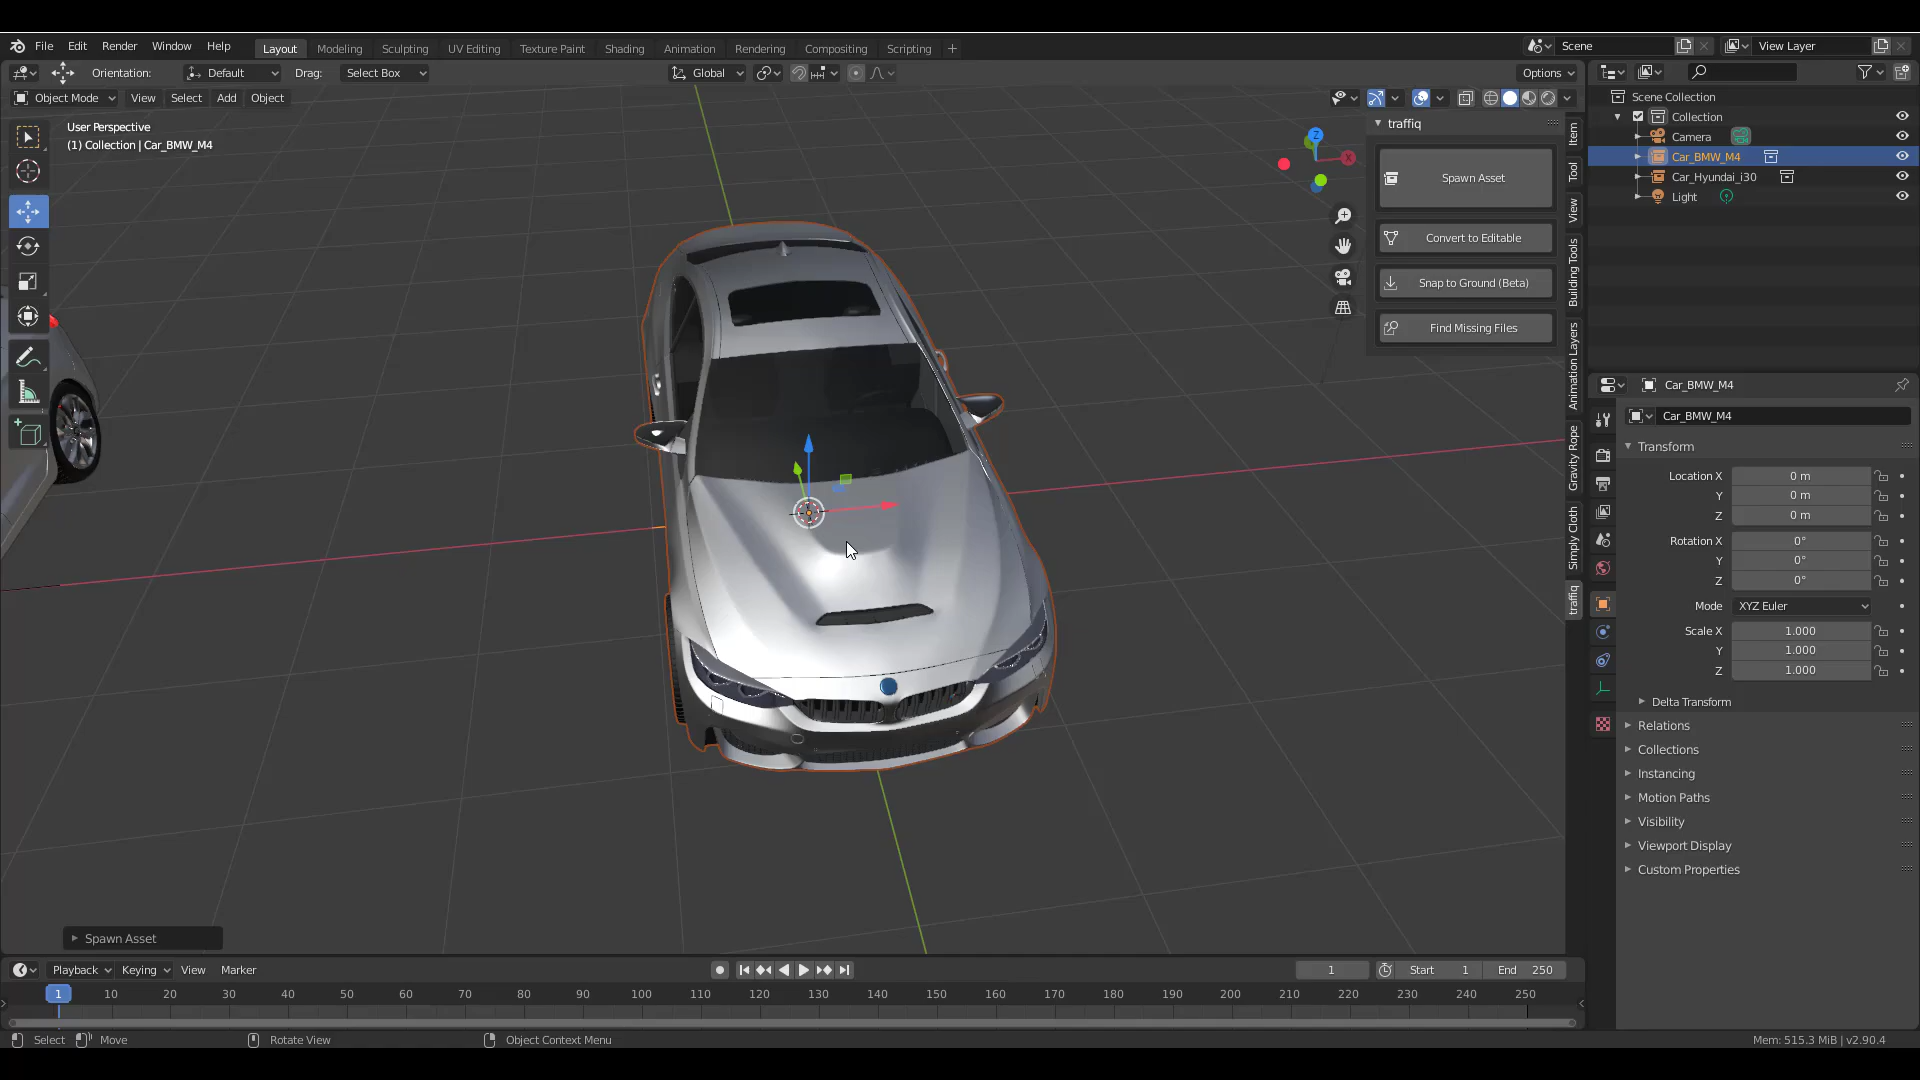 File Edit Render Window Help
Layout Modeling Sculpting UV Editing Texture Paint Shading Animation Rendering Compositing Scripting
Scene
View Layer
Orientation: Default Drag: Select Box
Global
Options
Object Mode View Select Add Object
User Perspective
(1) Collection | Car_BMW_M4
Z
X
traffiq
Spawn Asset
Convert to Editable
Snap to Ground (Beta)
Find Missing Files
Item
Tool
View
Building Tools
Animation Layers
Gravity Rope
Simply Cloth
traffiq
Scene Collection
Collection
Camera
Car_BMW_M4
Car_Hyundai_i30
Light
Car_BMW_M4
Car_BMW_M4
Transform
Location X 0 m
Y 0 m
Z 0 m
Rotation X 0°
Y 0°
Z 0°
Mode XYZ Euler
Scale X 1.000
Y 1.000
Z 1.000
Delta Transform
Relations
Collections
Instancing
Motion Paths
Visibility
Viewport Display
Custom Properties
Spawn Asset
Playback Keying View Marker
1
Start 1
End 250
1 10 20 30 40 50 60 70 80 90 100 110 120 130 140 150 160 170 180 190 200 210 220 230 240 250
Select Move Rotate View Object Context Menu
Mem: 515.3 MiB | v2.90.4